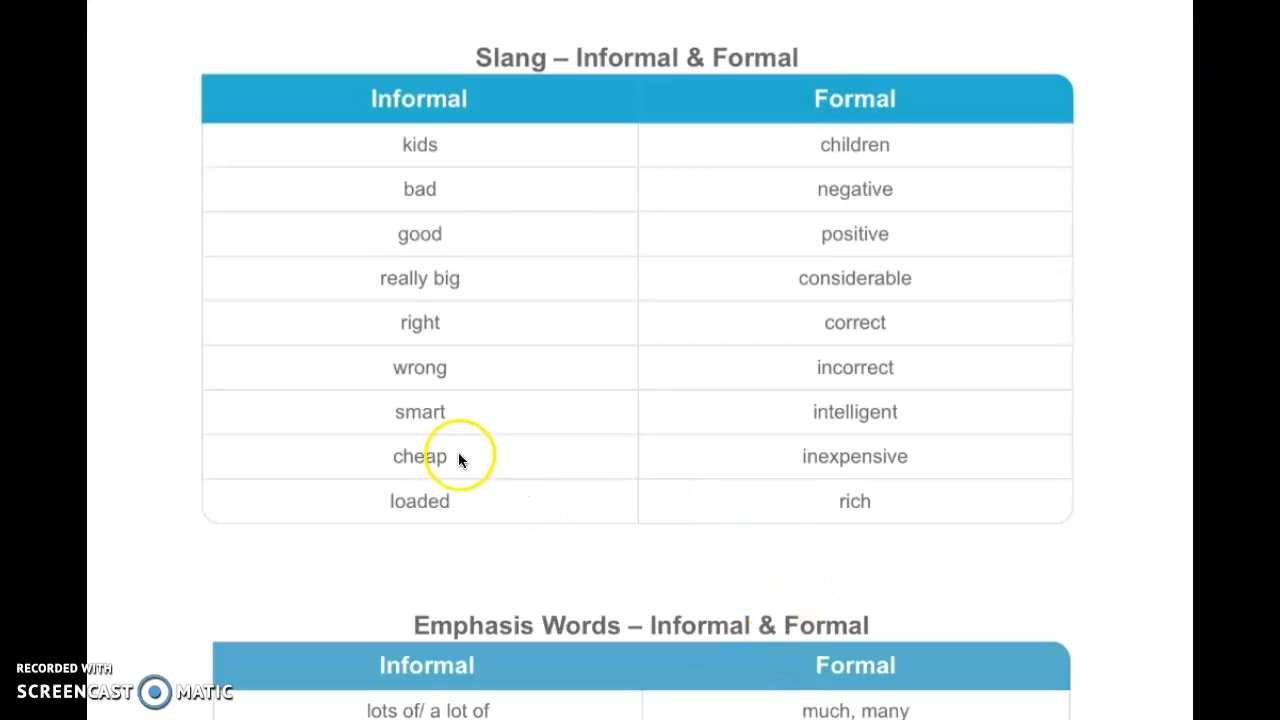 Slang – Informal & Formal
Informal Formal
kids children
bad negative
good positive
really big considerable
right correct
wrong incorrect
smart intelligent
cheap inexpensive
loaded rich
Emphasis Words – Informal & Formal
Informal Formal
lots of/ a lot of much, many
RECORDED WITH
SCREENCAST MATIC